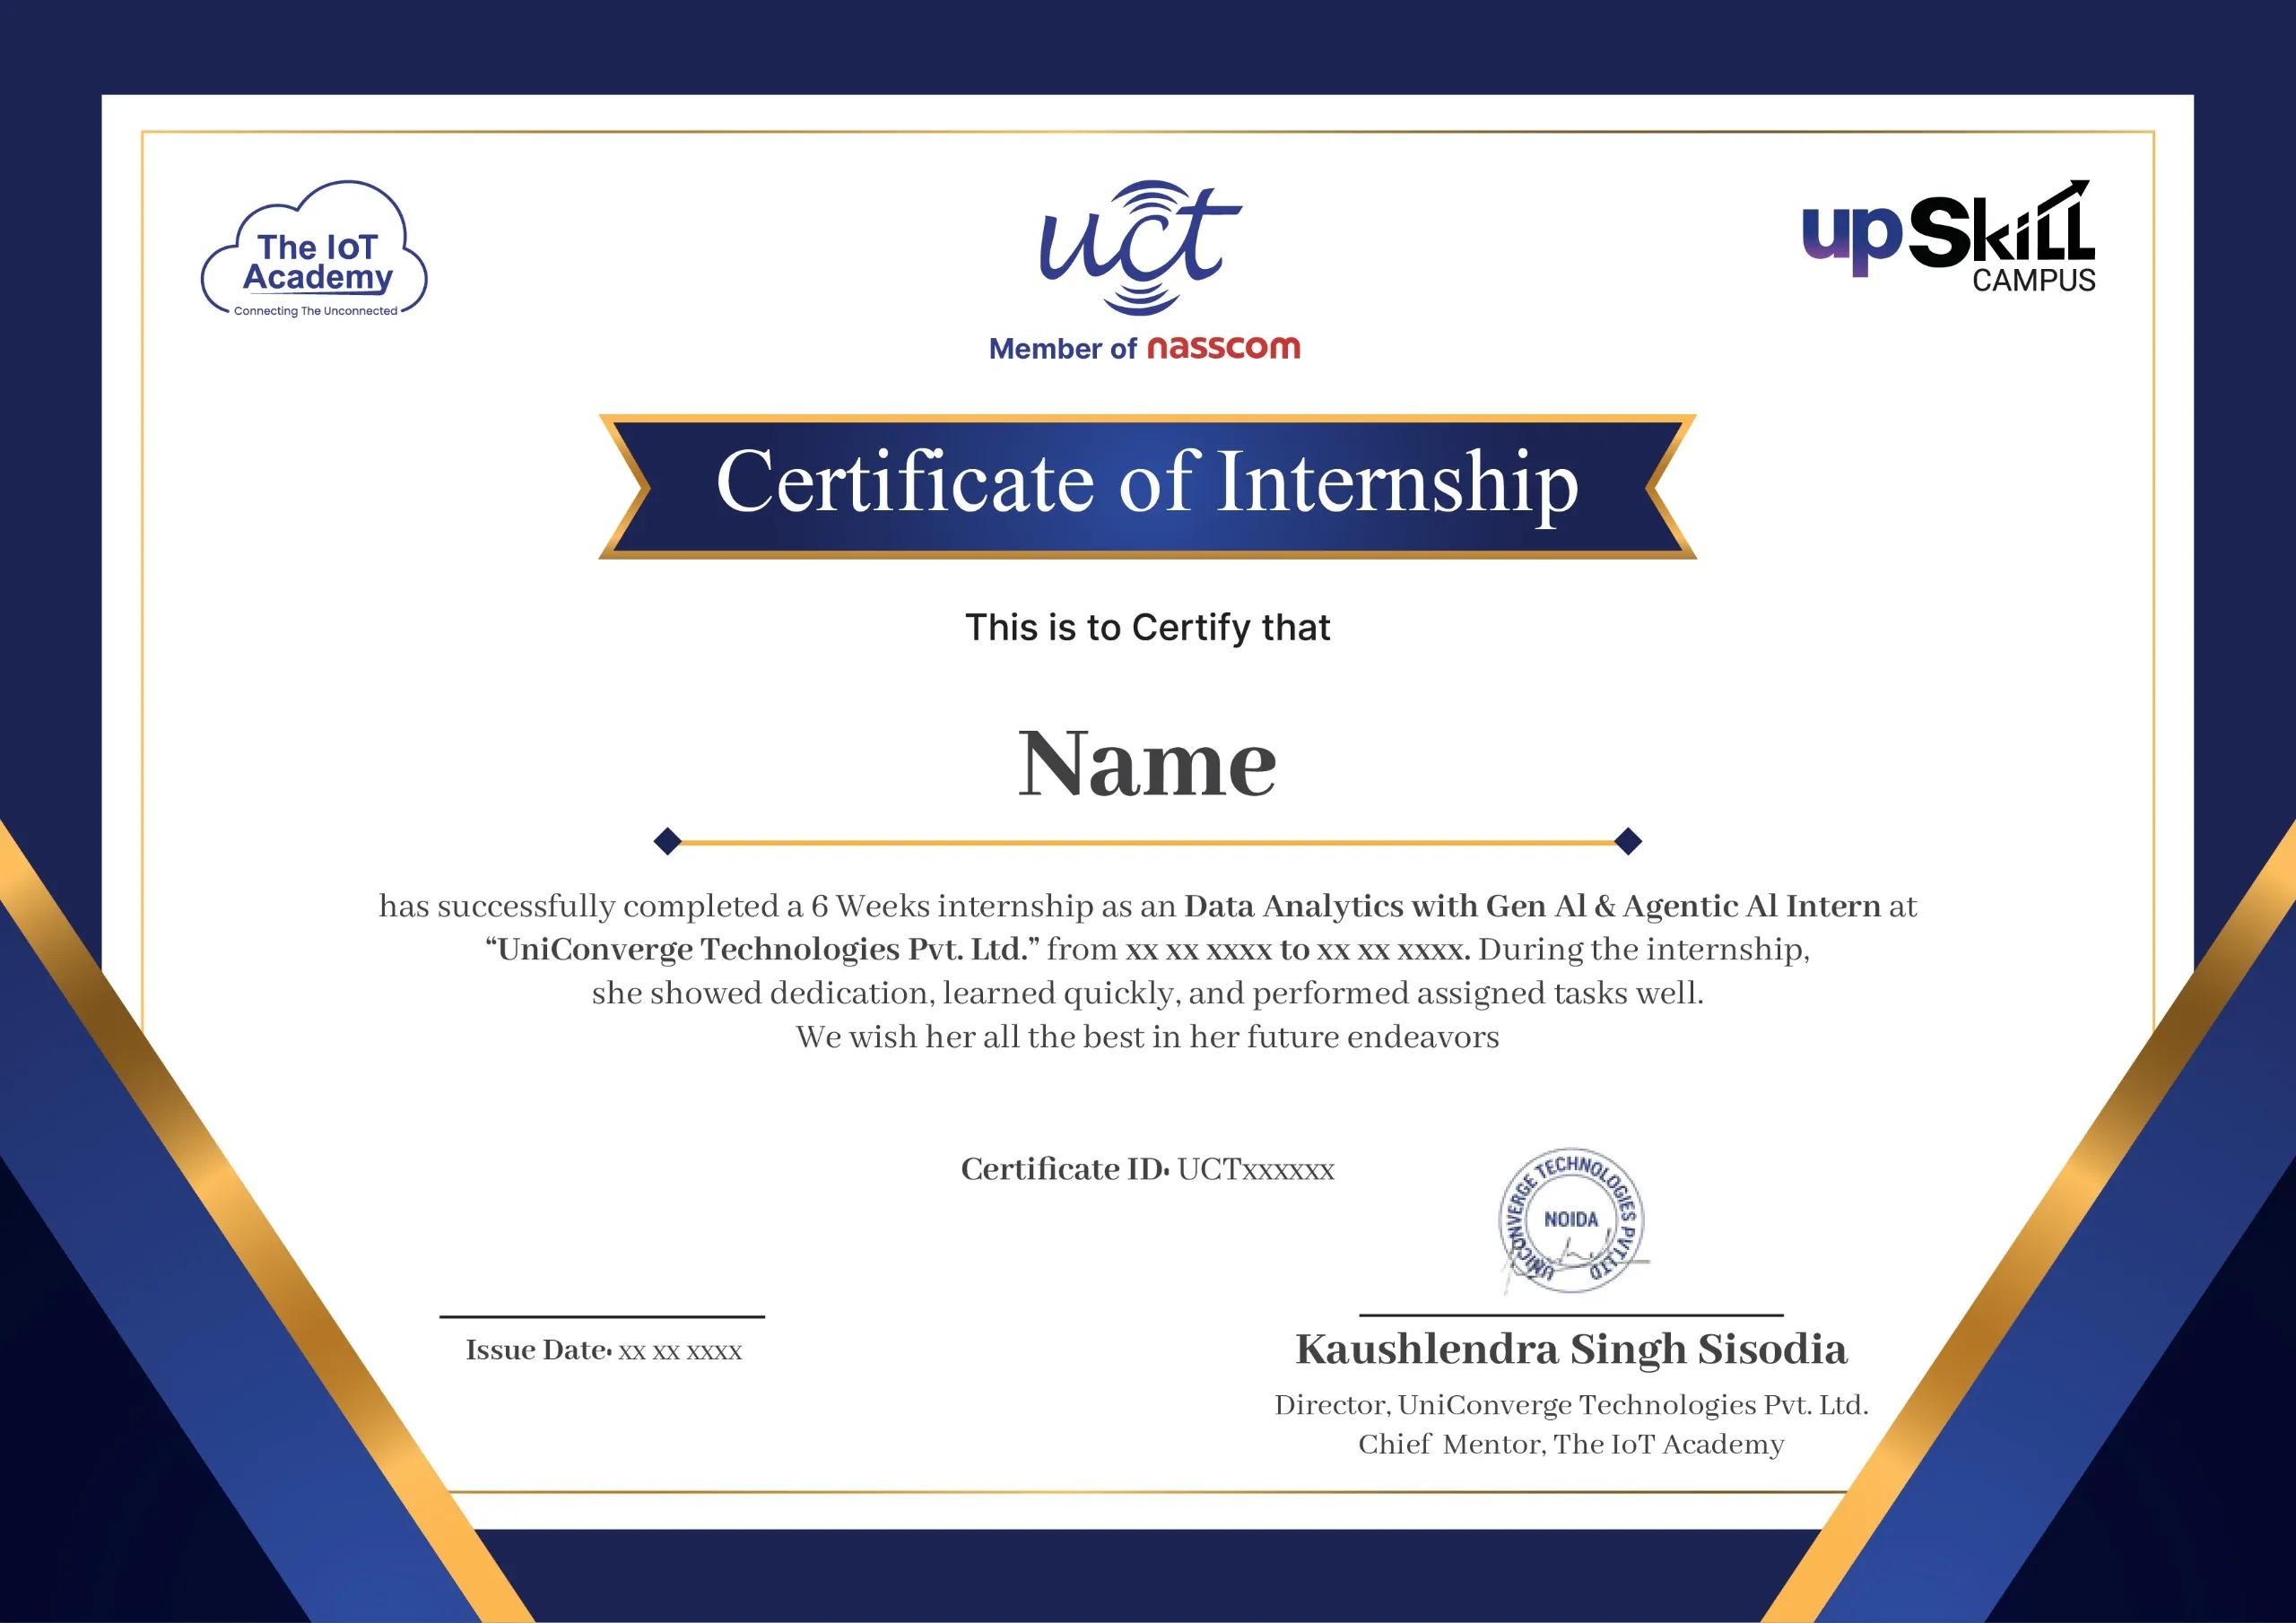 The IoT
Academy
Connecting The Unconnected
uct
Member of nasscom
upSkill
CAMPUS
Certificate of Internship
This is to Certify that
Name
has successfully completed a 6 Weeks internship as an Data Analytics with Gen Al & Agentic Al Intern at
“UniConverge Technologies Pvt. Ltd.” from xx xx xxxx to xx xx xxxx. During the internship,
she showed dedication, learned quickly, and performed assigned tasks well.
We wish her all the best in her future endeavors
Certificate ID: UCTxxxxxx
UNICONVERGE TECHNOLOGIES PVT.LTD
NOIDA
Issue Date: xx xx xxxx
Kaushlendra Singh Sisodia
Director, UniConverge Technologies Pvt. Ltd.
Chief Mentor, The IoT Academy